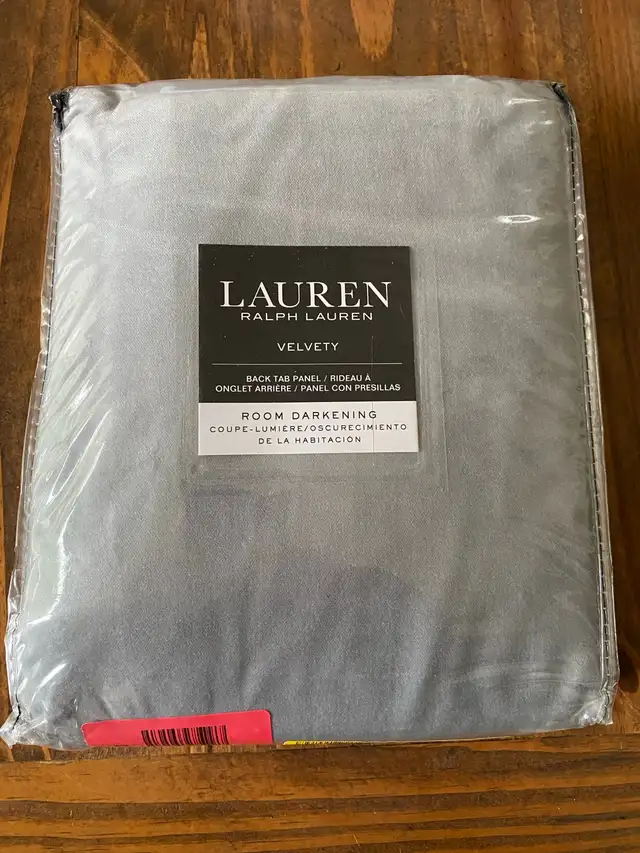 LAUREN
RALPH LAUREN
VELVETY
BACK TAB PANEL / RIDEAU À
ONGLET ARRIÈRE / PANEL CON PRESILLAS
ROOM DARKENING
COUPE-LUMIÈRE/OSCURECIMIENTO
DE LA HABITACIÓN